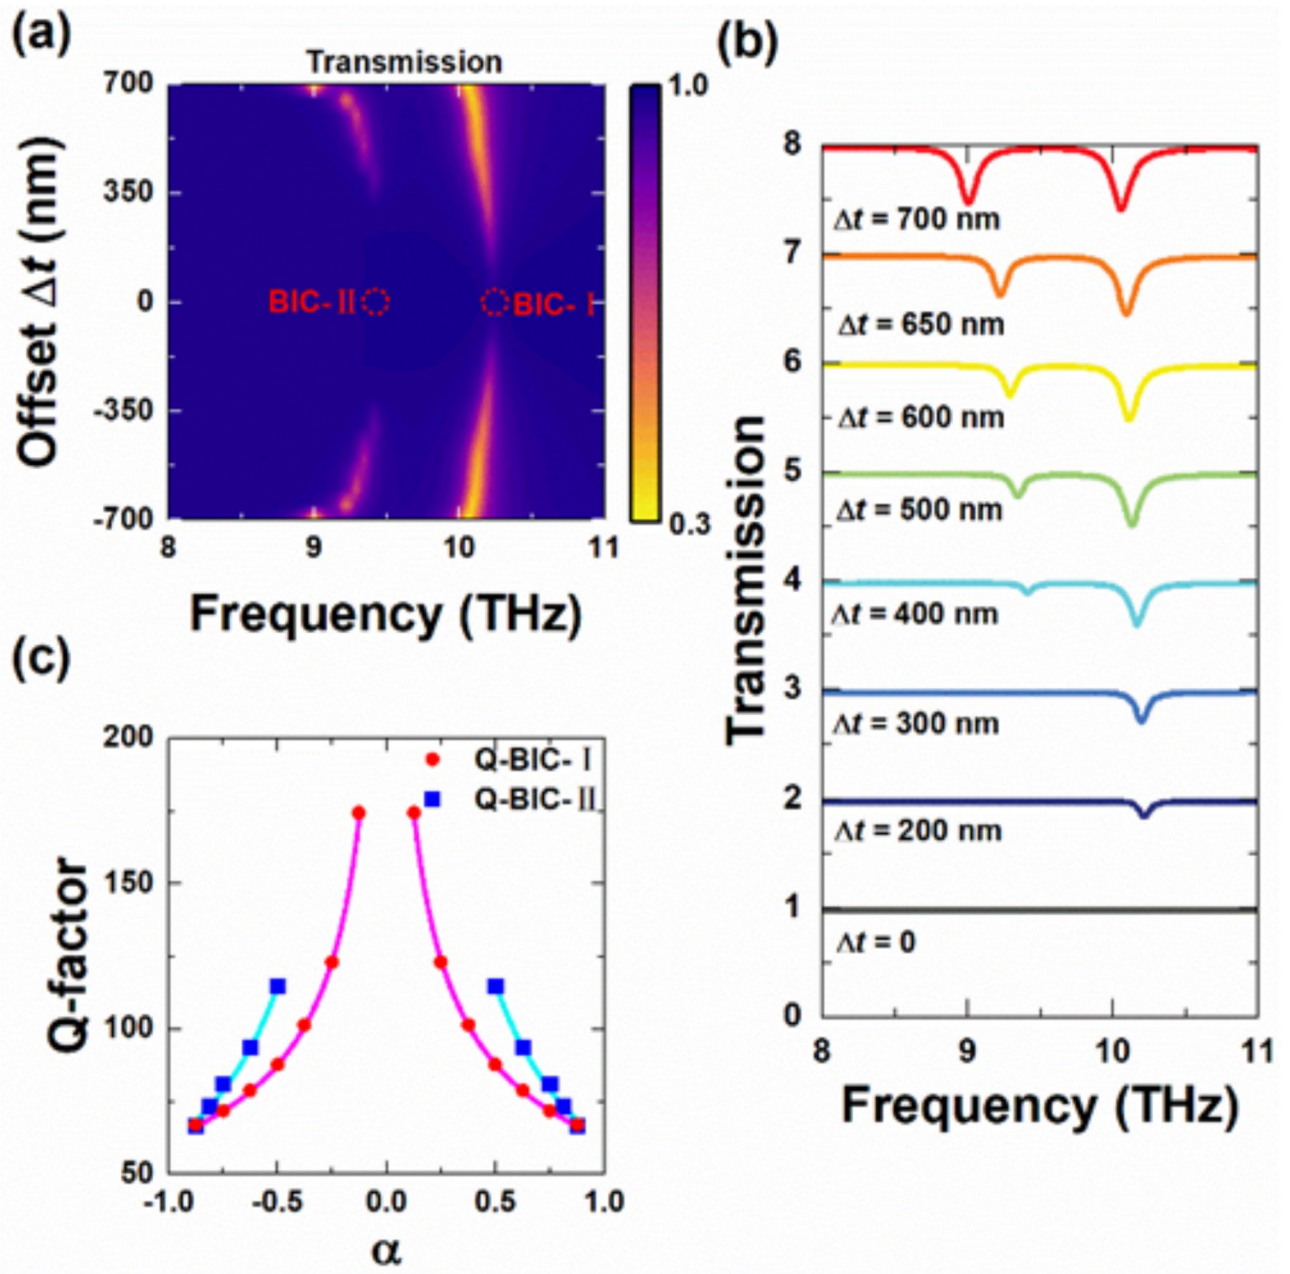 (a)
Transmission
700
350
0
-350
-700
Offset Δt (nm)
BIC-Ⅱ
BIC-Ⅰ
1.0
0.3
8 9 10 11
Frequency (THz)
(b)
8
7
6
5
4
3
2
1
0
Transmission
Δt = 700 nm
Δt = 650 nm
Δt = 600 nm
Δt = 500 nm
Δt = 400 nm
Δt = 300 nm
Δt = 200 nm
Δt = 0
8 9 10 11
Frequency (THz)
(c)
200
150
100
50
Q-factor
Q-BIC-Ⅰ
Q-BIC-Ⅱ
-1.0 -0.5 0.0 0.5 1.0
α